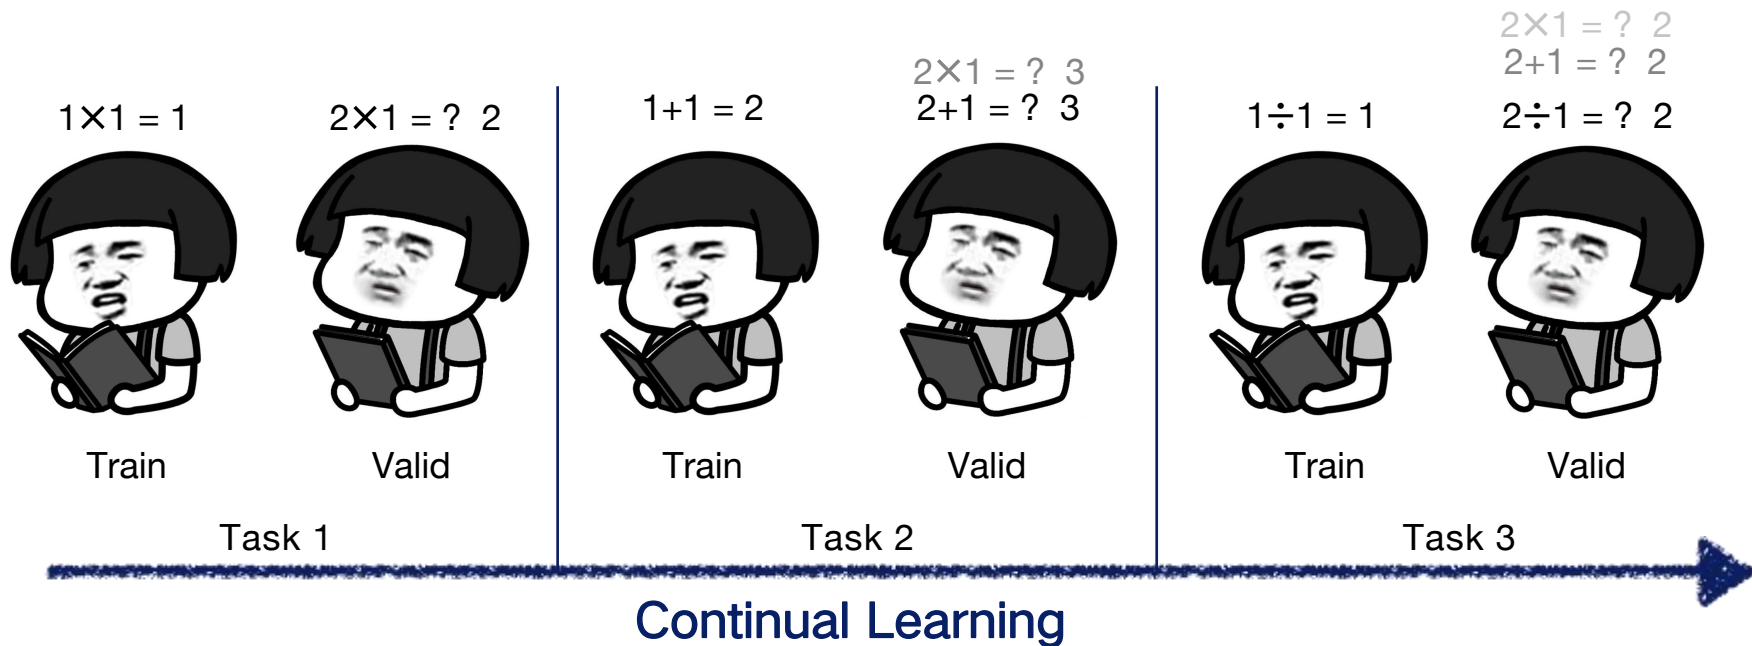 1×1 = 1
2×1 = ? 2
Train
Valid
Task 1
1+1 = 2
2×1 = ? 3
2+1 = ? 3
Train
Valid
Task 2
1÷1 = 1
2×1 = ? 2
2+1 = ? 2
2÷1 = ? 2
Train
Valid
Task 3
Continual Learning